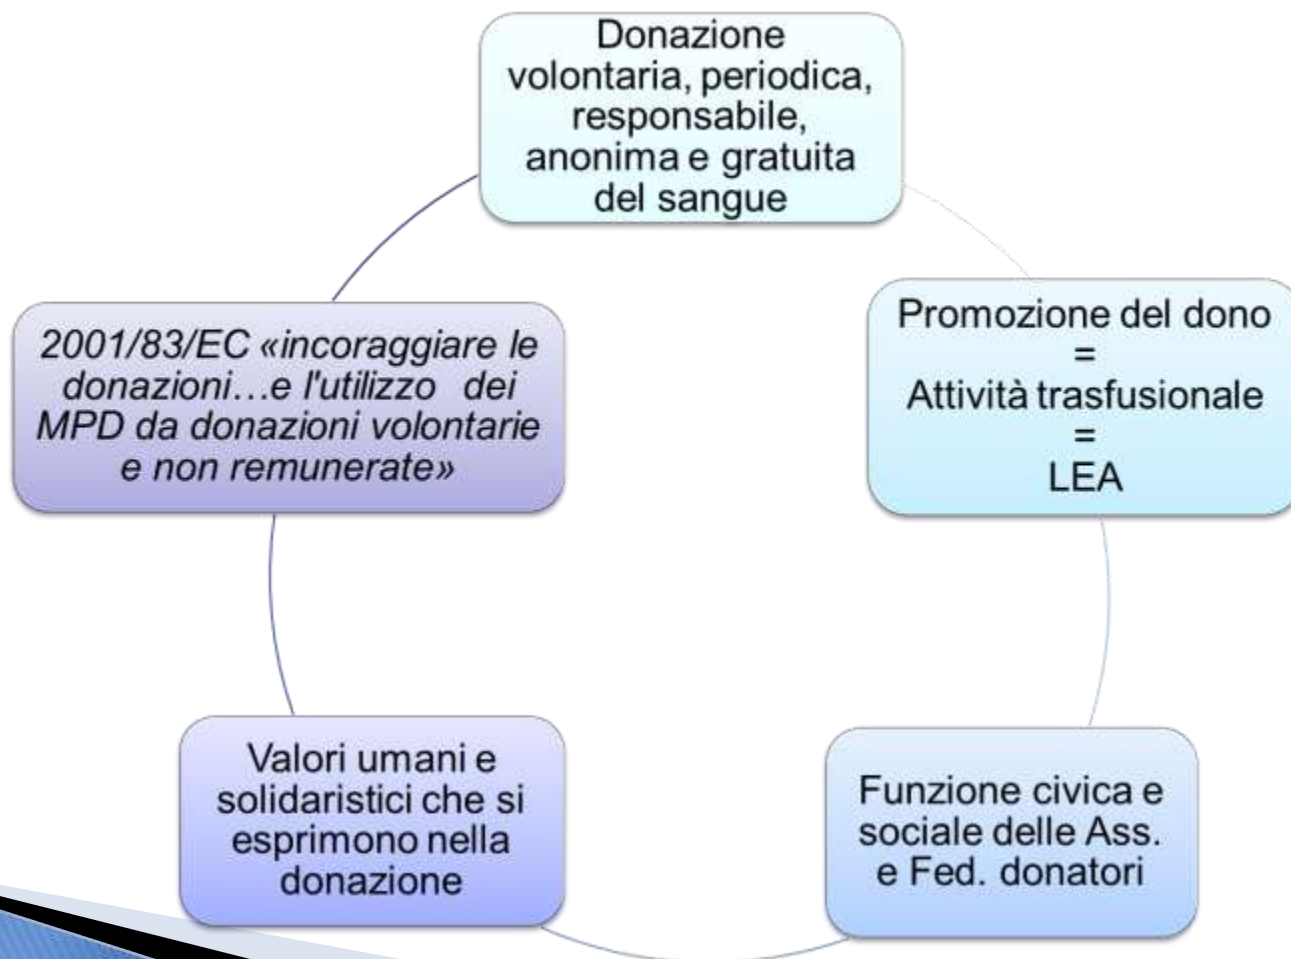 Donazione
volontaria, periodica,
responsabile,
anonima e gratuita
del sangue
Promozione del dono
=
Attività trasfusionale
=
LEA
Funzione civica e
sociale delle Ass.
e Fed. donatori
Valori umani e
solidaristici che si
esprimono nella
donazione
2001/83/EC «incoraggiare le
donazioni…e l'utilizzo dei
MPD da donazioni volontarie
e non remunerate»